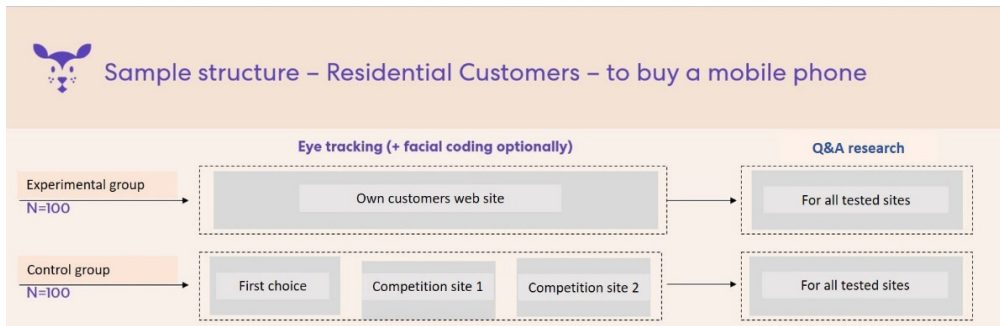 Sample structure – Residential Customers – to buy a mobile phone
Eye tracking (+ facial coding optionally)
Q&A research
Experimental group
N=100
Own customers web site
For all tested sites
Control group
N=100
First choice
Competition site 1
Competition site 2
For all tested sites